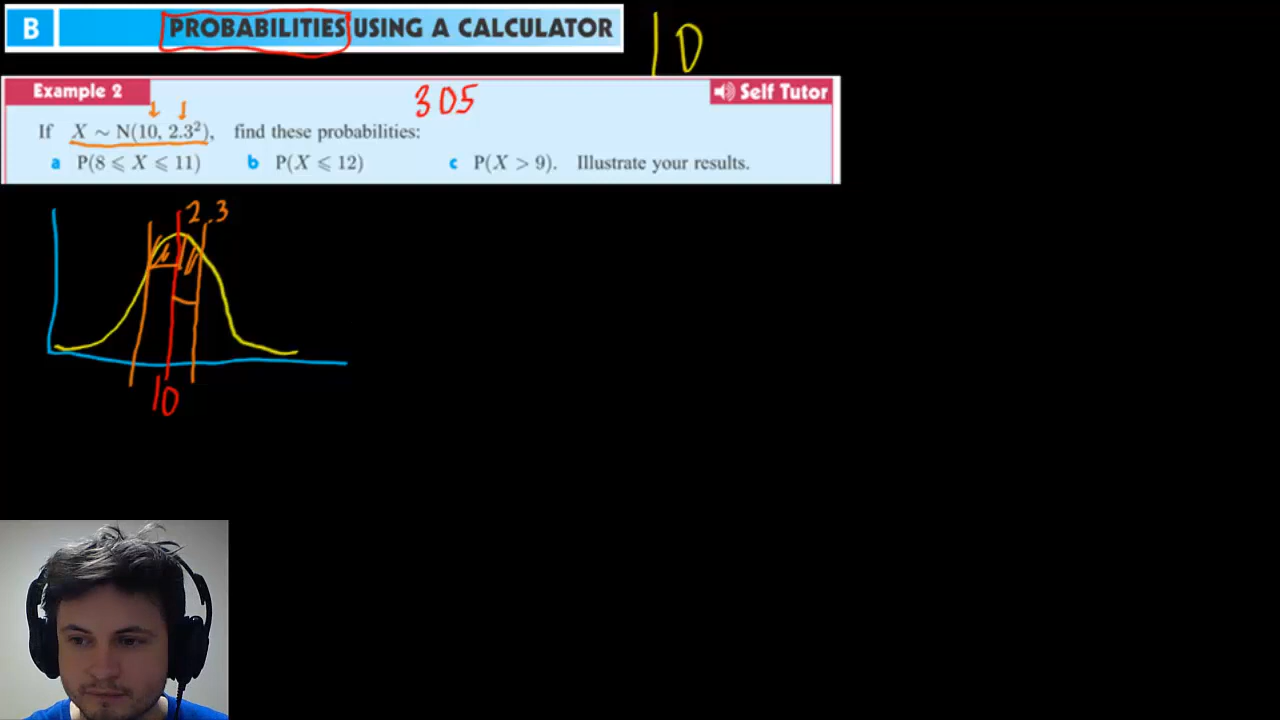 B PROBABILITIES USING A CALCULATOR
10
Example 2
305
Self Tutor
If X ∼ N(10, 2.3²), find these probabilities:
a P(8 ⩽ X ⩽ 11) b P(X ⩽ 12) c P(X > 9). Illustrate your results.
2.3
10